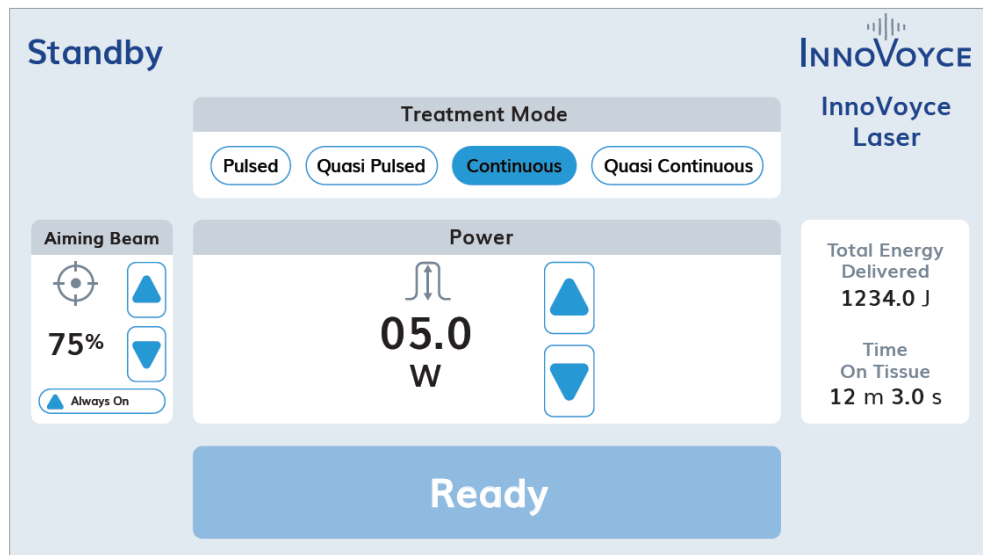 Standby
INNOVOYCE
InnoVoyce
Laser
Treatment Mode
Pulsed
Quasi Pulsed
Continuous
Quasi Continuous
Aiming Beam
75%
Always On
Power
05.0
W
Total Energy
Delivered
1234.0 J
Time
On Tissue
12 m 3.0 s
Ready